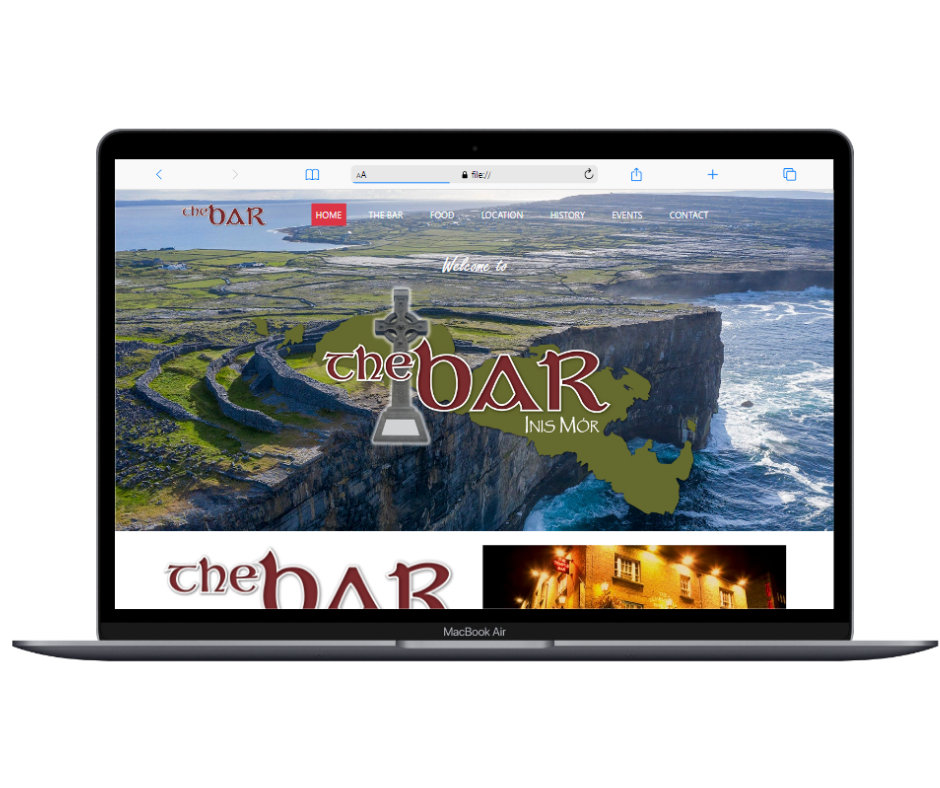 AA file://
the BAR
HOME THE BAR FOOD LOCATION HISTORY EVENTS CONTACT
Welcome to
the BAR
INIS MÓR
the BAR
MacBook Air